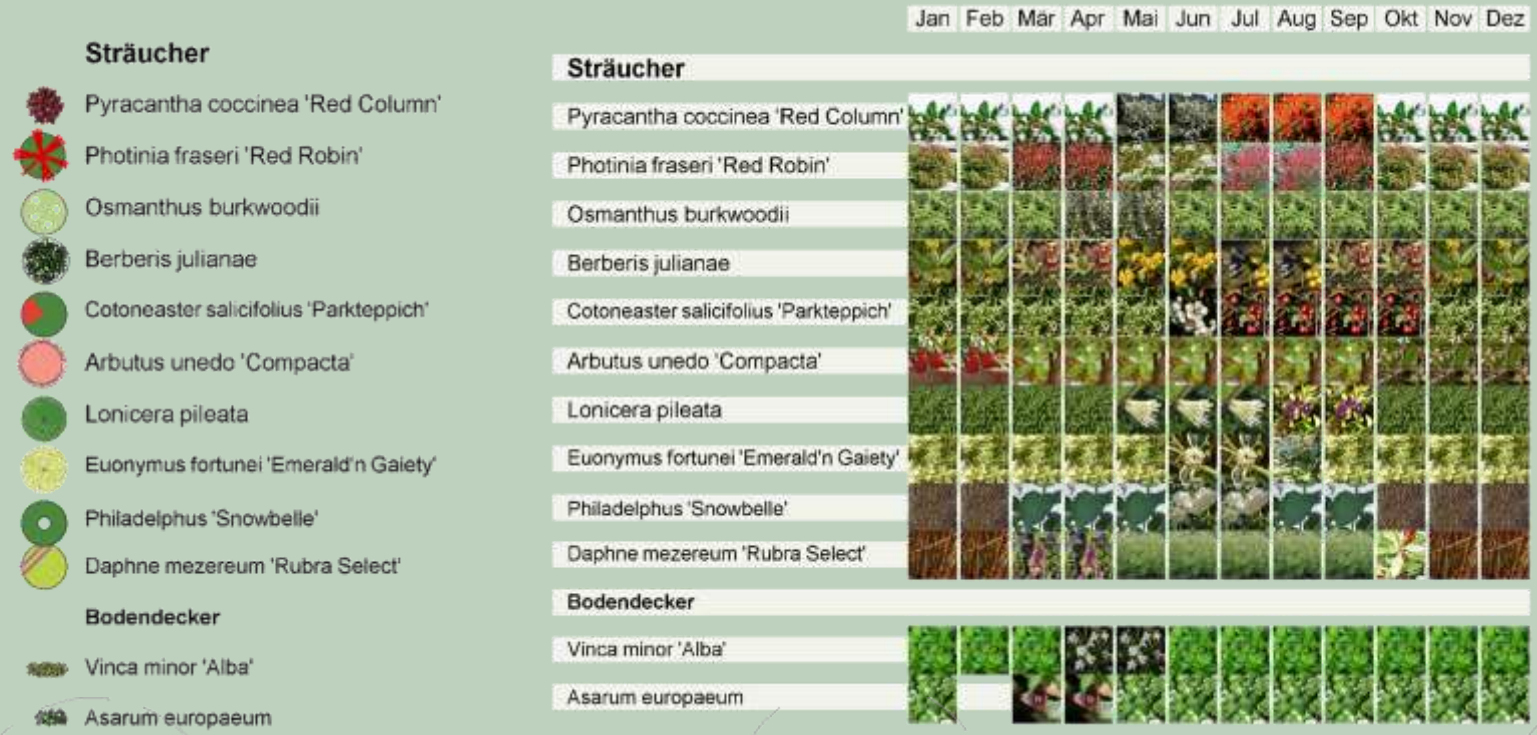 Sträucher
Pyracantha coccinea 'Red Column'
Photinia fraseri 'Red Robin'
Osmanthus burkwoodii
Berberis julianae
Cotoneaster salicifolius 'Parkteppich'
Arbutus unedo 'Compacta'
Lonicera pileata
Euonymus fortunei 'Emerald'n Gaiety'
Philadelphus 'Snowbelle'
Daphne mezereum 'Rubra Select'
Bodendecker
Vinca minor 'Alba'
Asarum europaeum
Jan Feb Mär Apr Mai Jun Jul Aug Sep Okt Nov Dez
Sträucher
Pyracantha coccinea 'Red Column'
Photinia fraseri 'Red Robin'
Osmanthus burkwoodii
Berberis julianae
Cotoneaster salicifolius 'Parkteppich'
Arbutus unedo 'Compacta'
Lonicera pileata
Euonymus fortunei 'Emerald'n Gaiety'
Philadelphus 'Snowbelle'
Daphne mezereum 'Rubra Select'
Bodendecker
Vinca minor 'Alba'
Asarum europaeum